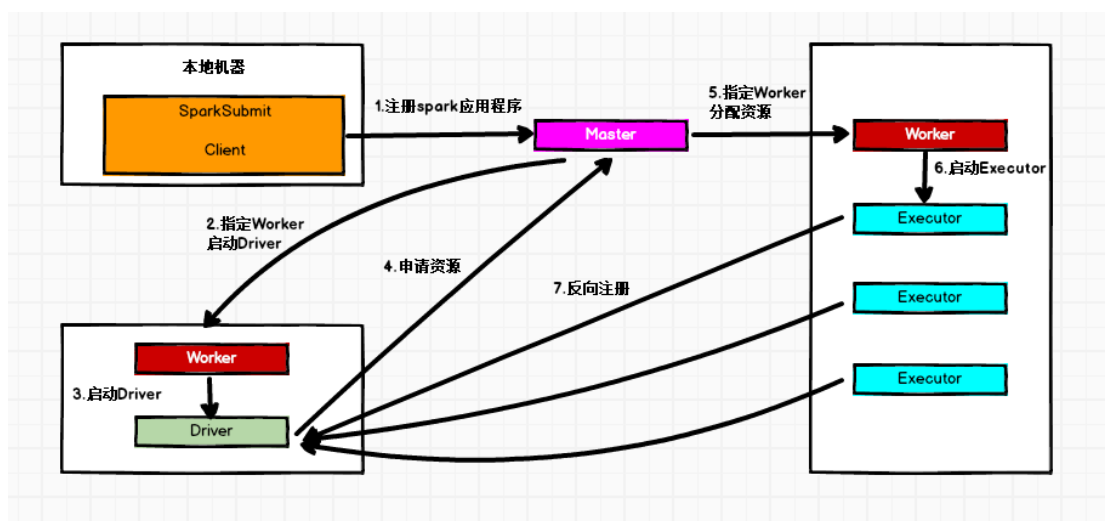 本地机器
SparkSubmit
Client
1.注册spark应用程序
Master
5.指定Worker
分配资源
Worker
6.启动Executor
Executor
2.指定Worker
启动Driver
4.申请资源
7.反向注册
Executor
Worker
3.启动Driver
Executor
Driver